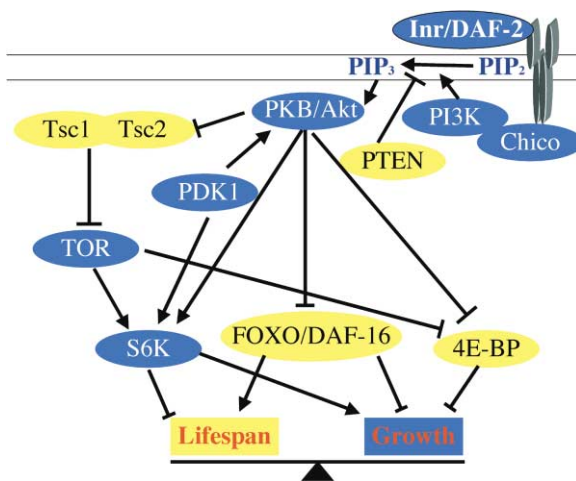 Inr/DAF-2
PIP₃ PIP₂
PKB/Akt
Tsc1 Tsc2
PI3K
Chico
PTEN
PDK1
TOR
FOXO/DAF-16
S6K
4E-BP
Lifespan Growth